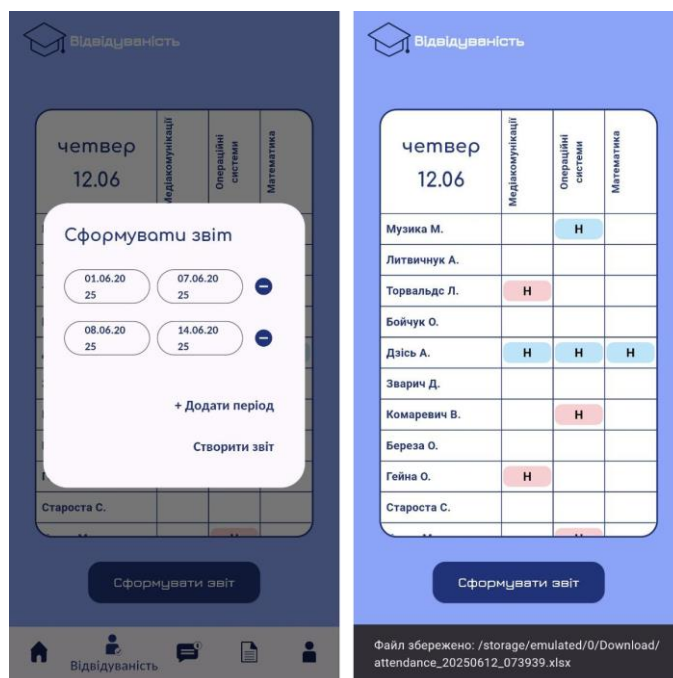 Відвідуваність
четвер
12.06
Медіакомунікації
Операційні
системи
Математика
Сформувати звіт
01.06.20
25
07.06.20
25
08.06.20
25
14.06.20
25
+ Додати період
Створити звіт
Староста С.
Сформувати звіт
Відвідуваність
Відвідуваність
четвер
12.06
Медіакомунікації
Операційні
системи
Математика
Музика М.
Н
Литвичнук А.
Торвальдс Л.
Н
Бойчук О.
Дзісь А.
Н
Н
Н
Зварич Д.
Комаревич В.
Н
Береза О.
Гейна О.
Н
Староста С.
Сформувати звіт
Файл збережено: /storage/emulated/0/Download/
attendance_20250612_073939.xlsx